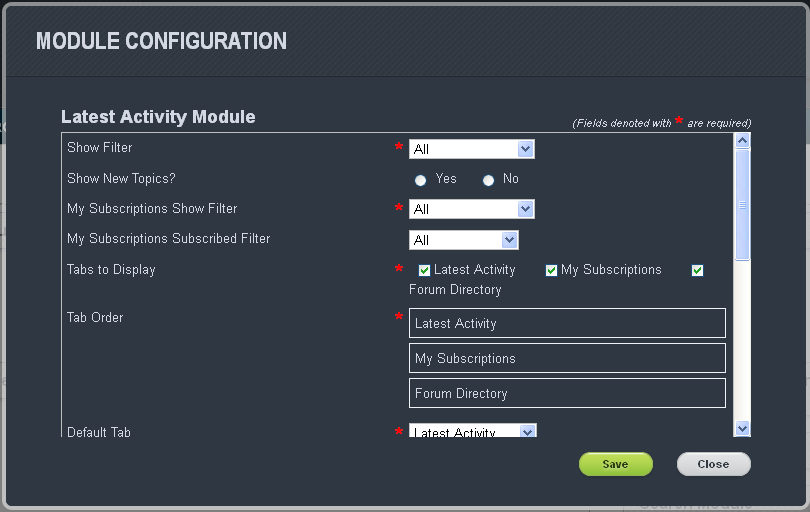 MODULE CONFIGURATION
Latest Activity Module
(Fields denoted with * are required)
Show Filter * All
Show New Topics? Yes No
My Subscriptions Show Filter * All
My Subscriptions Subscribed Filter All
Tabs to Display * Latest Activity My Subscriptions
Forum Directory
Tab Order * Latest Activity
My Subscriptions
Forum Directory
Default Tab * Latest Activity
Save Close